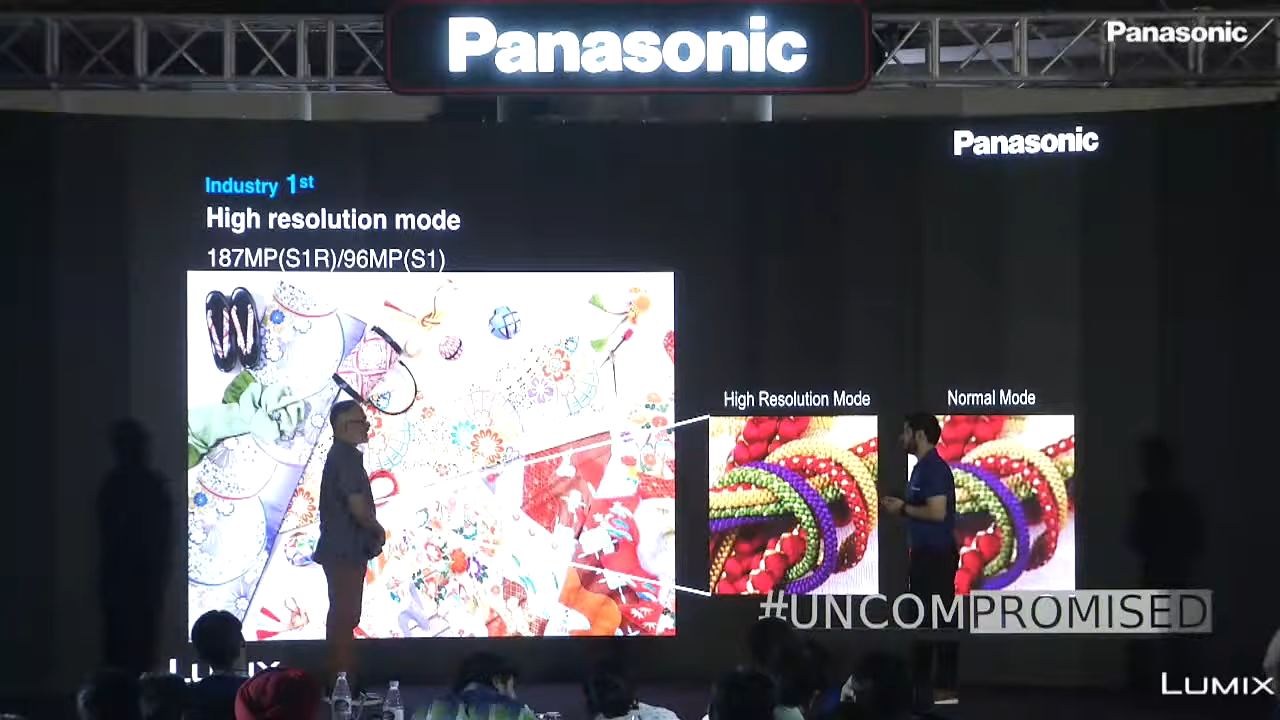 Panasonic
Panasonic
Panasonic
Industry 1st
High resolution mode
187MP(S1R)/96MP(S1)
High Resolution Mode
Normal Mode
#UNCOMPROMISED
LUMIX
LUMIX